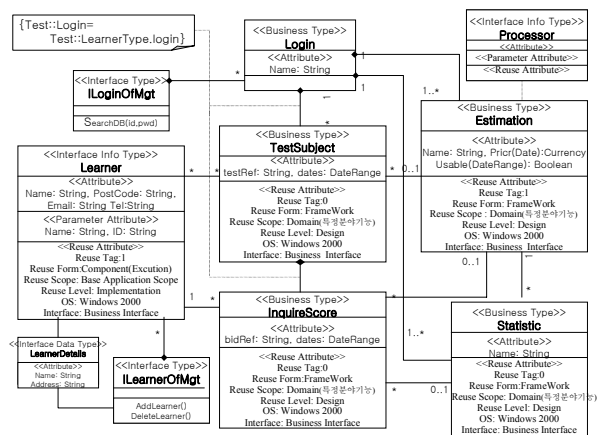 {Test::Login=
Test::LearnerType.login}
<<Business Type>>
Login
<<Attribute>>
Name: String
<<Interface Info Type>>
Processor
<<Attribute>>
<<Parameter Attribute>>
<<Reuse Attribute>>
<<Interface Type>>
ILoginOfMgt
SearchDB(id,pwd)
*
1
1
1
*
1..*
<<Business Type>>
Estimation
<<Attribute>>
Name: String, Pricr(Date):Currency
Usable(DateRange): Boolean
<<Reuse Attribute>>
Reuse Tag:1
Reuse Form: FrameWork
Reuse Scope : Domain(특정분야기능)
Reuse Level: Design
OS: Windows 2000
Interface: Business Interface
<<Business Type>>
TestSubject
<<Attribute>>
testRef: String, dates: DateRange
<<Reuse Attribute>>
Reuse Tag:0
Reuse Form: FrameWork
Reuse Scope: Domain(특정분야기능)
Reuse Level: Design
OS: Windows 2000
Interface: Business Interface
*
*
*
0..1
<<Interface Info Type>>
Learner
<<Attribute>>
Name: String, PostCode: String,
Email: String Tel:String
<<Parameter Attribute>>
Name: String, ID: String
<<Reuse Attribute>>
Reuse Tag:1
Reuse Form:Component(Excution)
Reuse Scope: Base Application Scope
Reuse Level: Implementation
OS: Windows 2000
Interface: Business Interface
0..1
1
1
*
*
*
<<Business Type>>
InquireScore
<<Attribute>>
bidRef: String, dates: DateRange
<<Reuse Attribute>>
Reuse Tag:0
Reuse Form:FrameWork
Reuse Scope: Domain(특정분야기능)
Reuse Level: Design
OS: Windows 2000
Interface: Business Interface
*
1..*
*
0..1
<<Business Type>>
Statistic
<<Attribute>>
Name: String
<<Reuse Attribute>>
Reuse Tag:0
Reuse Form: FrameWork
Reuse Scope: Domain(특정분야기능)
Reuse Level: Design
OS: Windows 2000
Interface: Business Interface
<<Interface Data Type>>
LearnerDetails
<<Attribute>>
Name: String
Address: String
<<Interface Type>>
ILearnerOfMgt
AddLearner()
DeleteLearner()